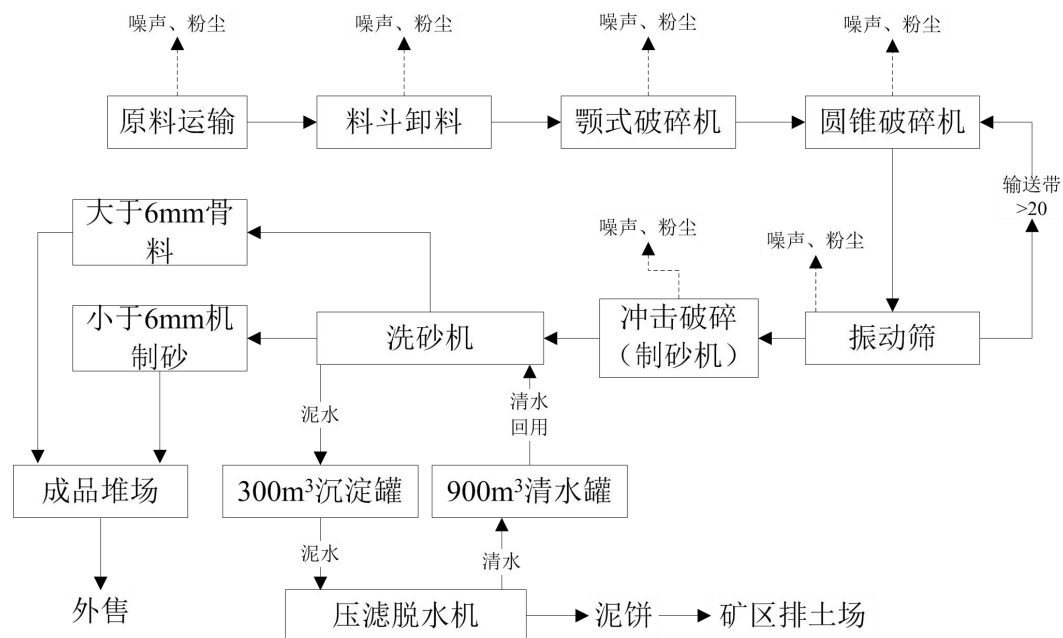 噪声、粉尘
噪声、粉尘
噪声、粉尘
噪声、粉尘
原料运输
料斗卸料
颚式破碎机
圆锥破碎机
输送带
>20
大于6mm骨
料
噪声、粉尘
噪声、粉尘
小于6mm机
制砂
洗砂机
冲击破碎
（制砂机）
振动筛
泥水
清水
回用
成品堆场
300m³沉淀罐
900m³清水罐
泥水
清水
外售
压滤脱水机
泥饼
矿区排土场